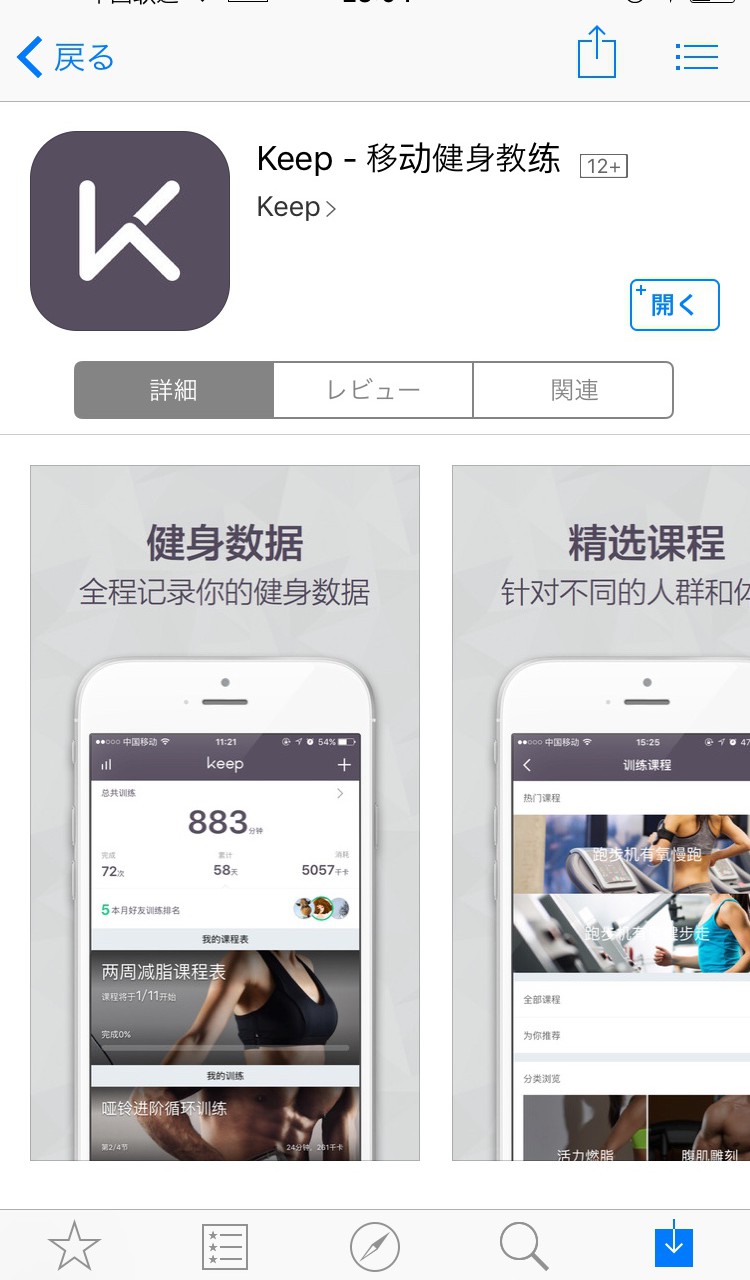 戻る
Keep - 移动健身教练 12+
Keep
+開く
詳細 レビュー 関連
健身数据
全程记录你的健身数据
中国移动 11:21 54%
keep
总共训练
883分钟
完成 累计 消耗
72次 58天 5057千卡
5 本月好友训练排名
我的课程表
两周减脂课程表
课程将于1/11开始
完成0%
我的训练
哑铃进阶循环训练
第2/4节 24分钟，261千卡
精选课程
针对不同的人群和
中国移动 15:25 47
训练课程
热门课程
跑步机有氧慢跑
跑步机有氧健步走
全部课程
为你推荐
分类浏览
活力燃脂 腹肌雕刻